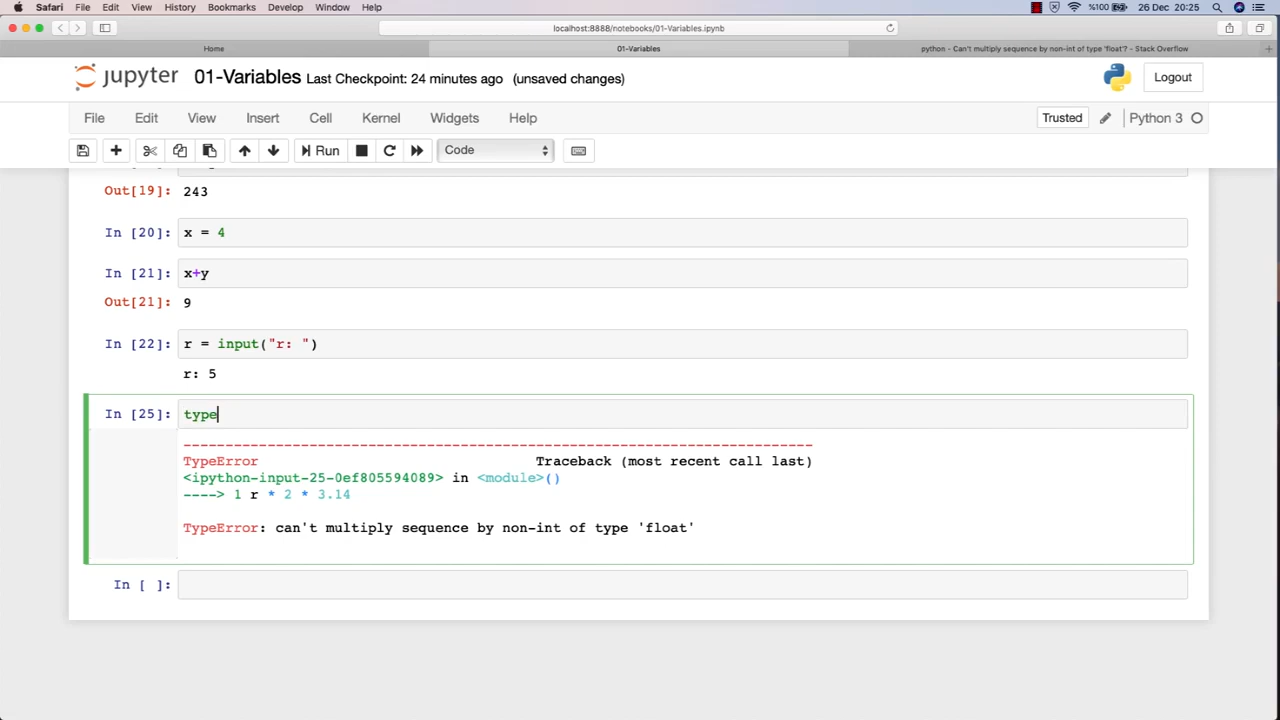 Safari File Edit View History Bookmarks Develop Window Help %100 26 Dec 20:25
localhost:8888/notebooks/01-Variables.ipynb
Home 01-Variables python - Can't multiply sequence by non-int of type 'float'? - Stack Overflow
jupyter 01-Variables Last Checkpoint: 24 minutes ago (unsaved changes) Logout
File Edit View Insert Cell Kernel Widgets Help Trusted Python 3
Run Code
Out[19]: 243
In [20]: x = 4
In [21]: x+y
Out[21]: 9
In [22]: r = input("r: ")
r: 5
In [25]: type
---------------------------------------------------------------------------
TypeError Traceback (most recent call last)
<ipython-input-25-0ef805594089> in <module>()
----> 1 r * 2 * 3.14
TypeError: can't multiply sequence by non-int of type 'float'
In [ ]: